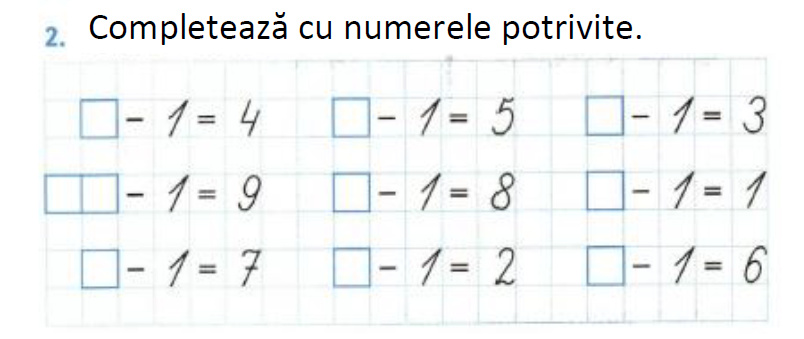 2. Completează cu numerele potrivite.
□ - 1 = 4 □ - 1 = 5 □ - 1 = 3
□□ - 1 = 9 □ - 1 = 8 □ - 1 = 1
□ - 1 = 7 □ - 1 = 2 □ - 1 = 6